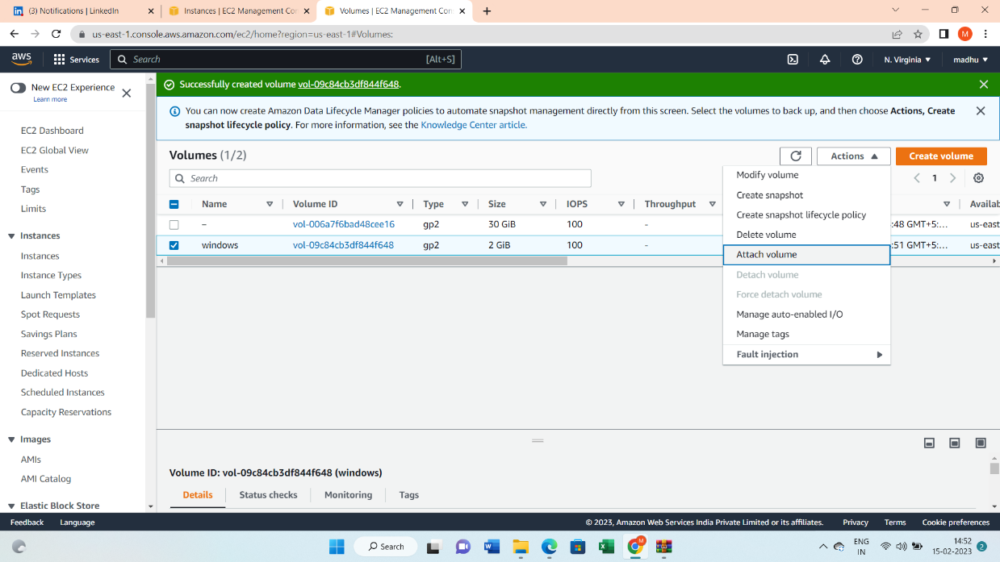 (3) Notifications | LinkedIn
Instances | EC2 Management Con
Volumes | EC2 Management Con
us-east-1.console.aws.amazon.com/ec2/home?region=us-east-1#Volumes:
M
aws
Services
Search
[Alt+S]
N. Virginia
madhu
New EC2 Experience
Learn more
EC2 Dashboard
EC2 Global View
Events
Tags
Limits
Instances
Instances
Instance Types
Launch Templates
Spot Requests
Savings Plans
Reserved Instances
Dedicated Hosts
Scheduled Instances
Capacity Reservations
Images
AMIs
AMI Catalog
Elastic Block Store
Successfully created volume vol-09c84cb3df844f648.
You can now create Amazon Data Lifecycle Manager policies to automate snapshot management directly from this screen. Select the volumes to back up, and then choose Actions, Create
snapshot lifecycle policy. For more information, see the Knowledge Center article.
Volumes (1/2)
Actions
Create volume
Search
1
Name Volume ID Type Size IOPS Throughput Availab
– vol-006a7f6bad48cee16 gp2 30 GiB 100 - :48 GMT+5:... us-east
windows vol-09c84cb3df844f648 gp2 2 GiB 100 - :51 GMT+5:... us-east
Modify volume
Create snapshot
Create snapshot lifecycle policy
Delete volume
Attach volume
Detach volume
Force detach volume
Manage auto-enabled I/O
Manage tags
Fault injection
Volume ID: vol-09c84cb3df844f648 (windows)
Details Status checks Monitoring Tags
Feedback Language © 2023, Amazon Web Services India Private Limited or its affiliates. Privacy Terms Cookie preferences
Search
ENG
IN
14:52
15-02-2023
2